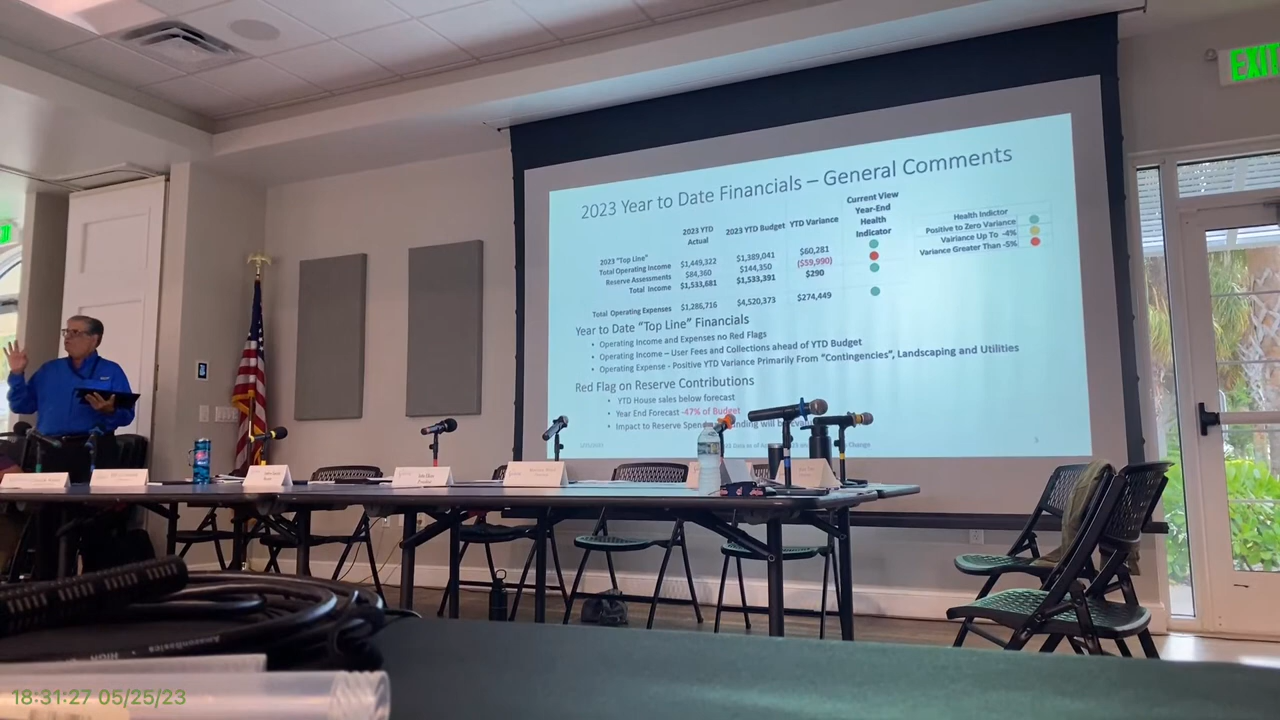 EXIT
2023 Year to Date Financials – General Comments
2023 YTD Actual
2023 YTD Budget
YTD Variance
Current View Year-End Health Indicator
Health Indictor
Positive to Zero Variance
Vairiance Up To -4%
Variance Greater Than -5%
2023 "Top Line"
Total Operating Income $1,449,322 $1,389,041 $60,281
Reserve Assessments $84,360 $144,350 ($59,990)
Total Income $1,533,681 $1,533,391 $290
Total Operating Expenses $1,286,716 $4,520,373 $274,449
Year to Date "Top Line" Financials
• Operating Income and Expenses no Red Flags
• Operating Income – User Fees and Collections ahead of YTD Budget
• Operating Expense - Positive YTD Variance Primarily From "Contingencies", Landscaping and Utilities
Red Flag on Reserve Contributions
• YTD House sales below forecast
• Year End Forecast -47% of Budget
• Impact to Reserve
Change
AmazonBasics
HIGH
18:31:27 05/25/23